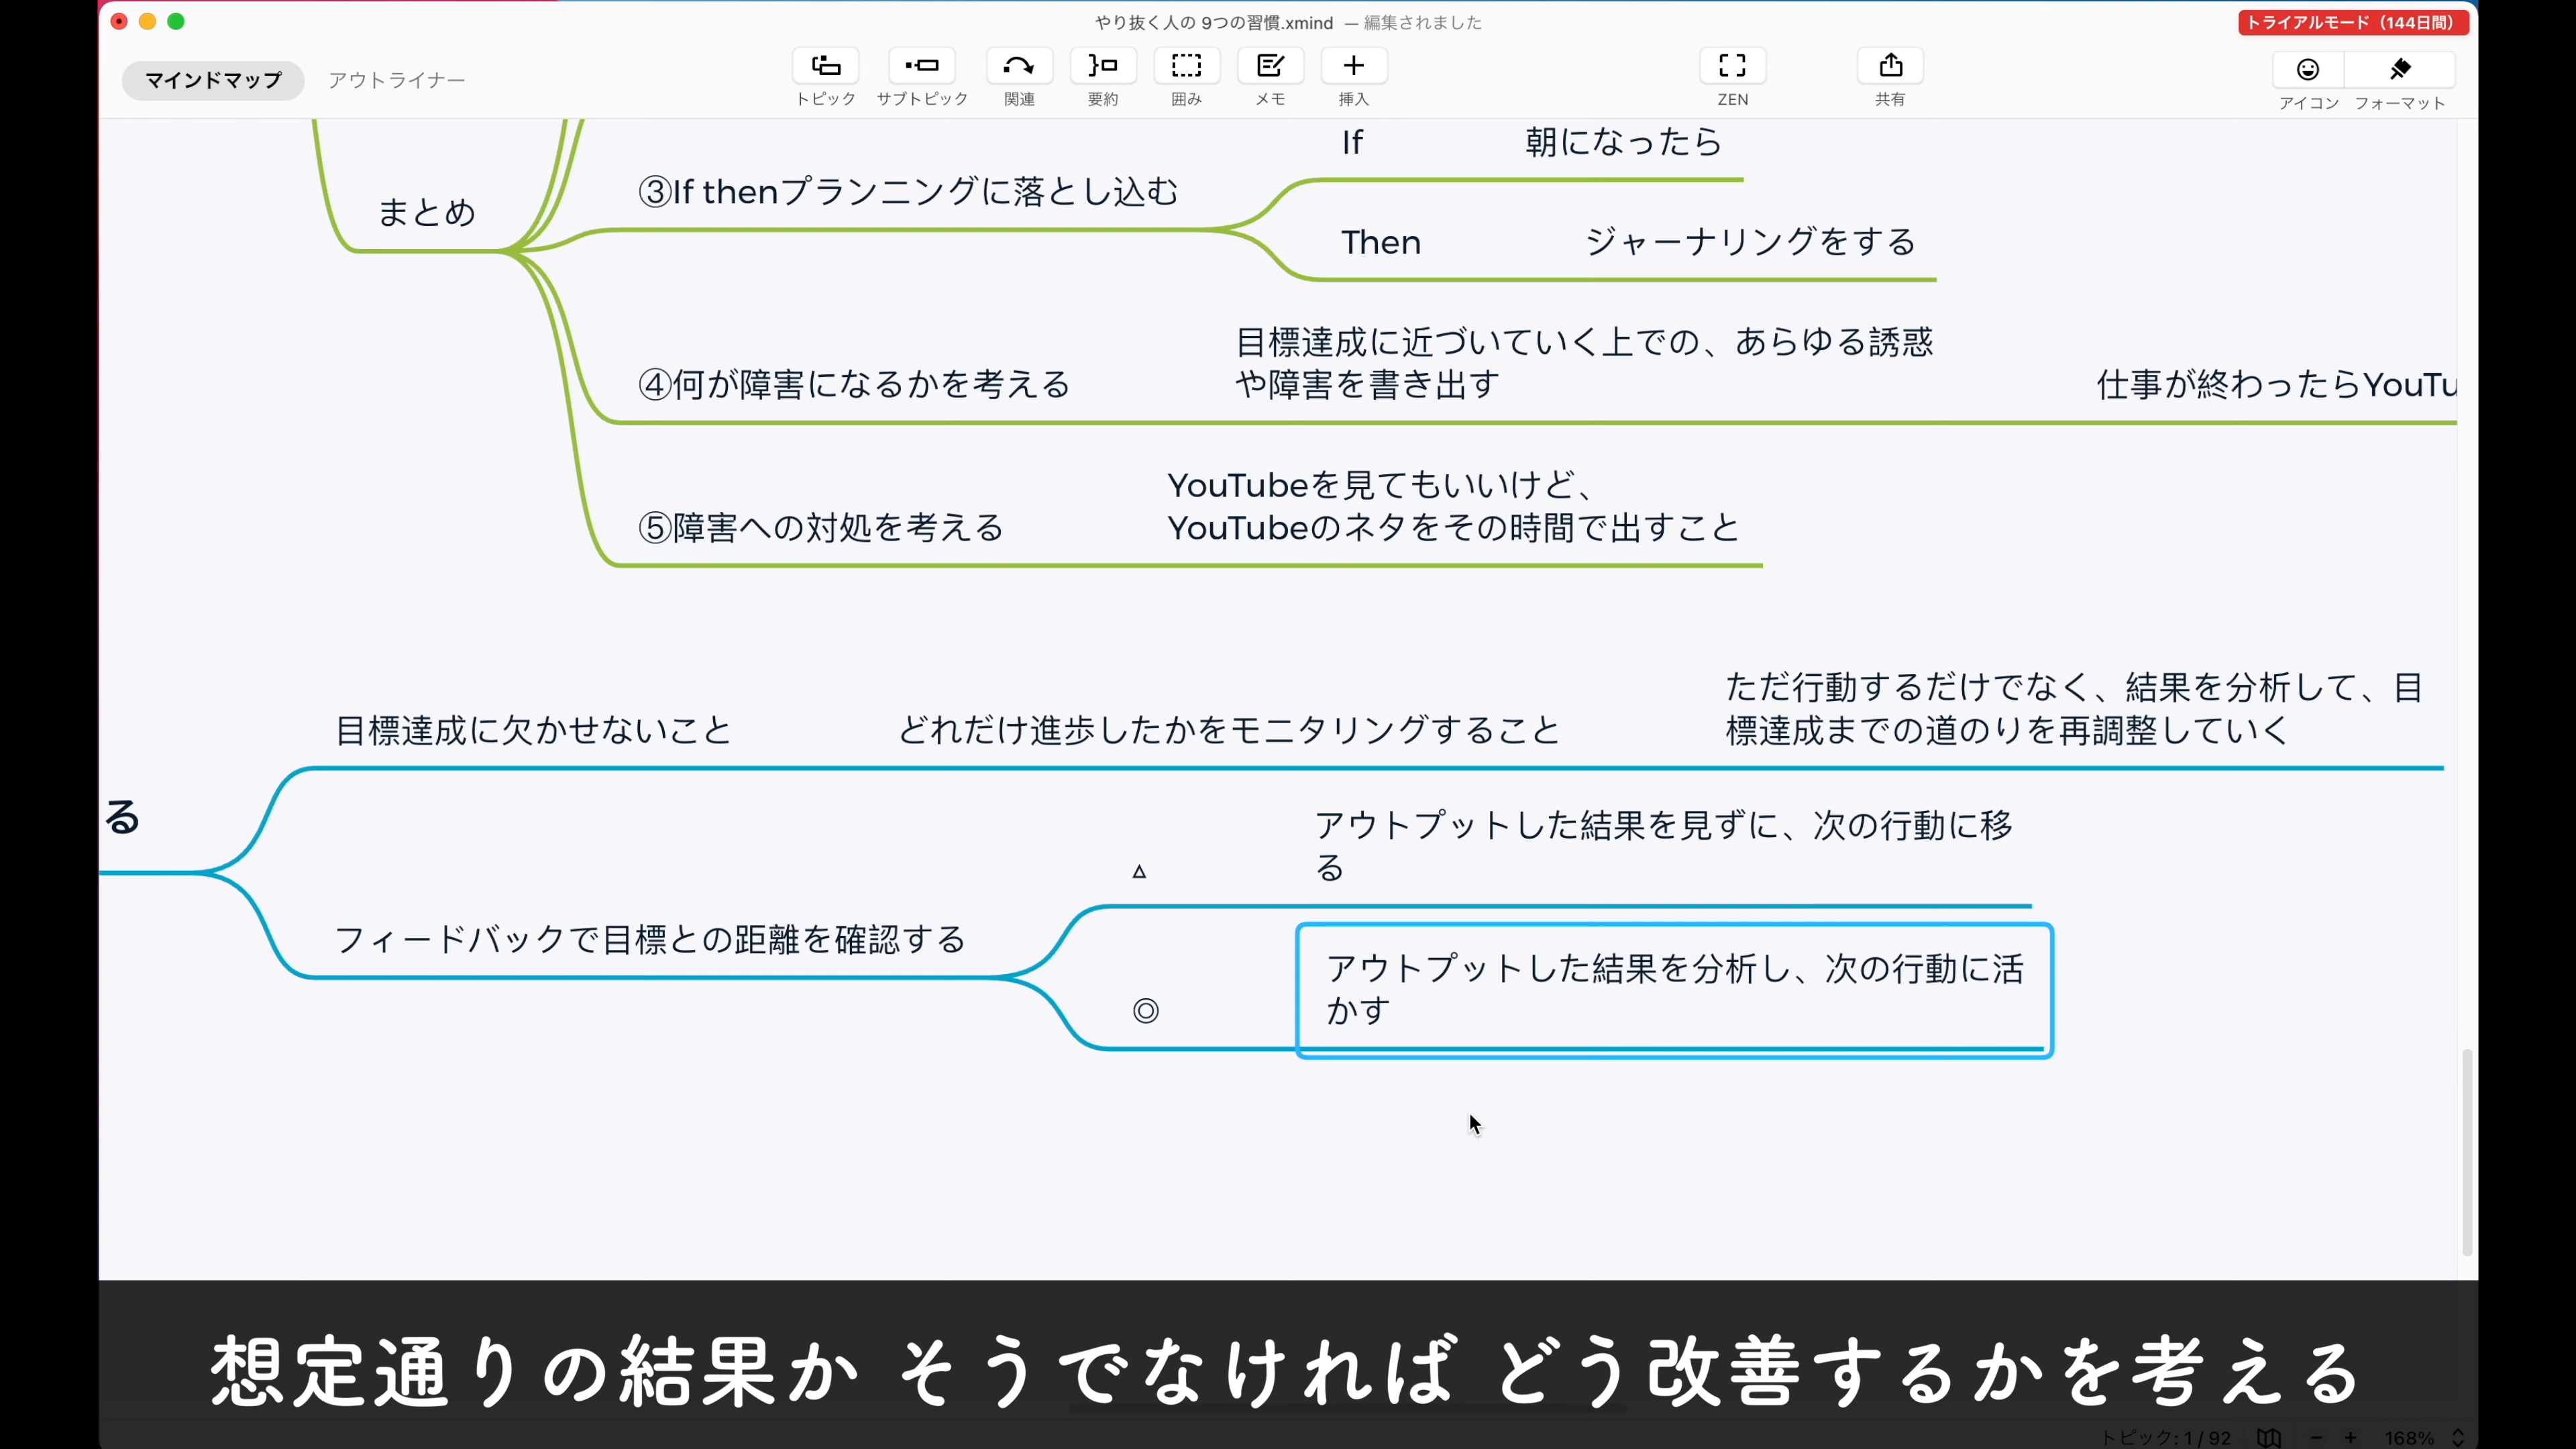 やり抜く人の 9つの習慣.xmind — 編集されました
トライアルモード（144日間）
マインドマップ
アウトライナー
トピック
サブトピック
関連
要約
囲み
メモ
挿入
ZEN
共有
アイコン
フォーマット
If
朝になったら
③If thenプランニングに落とし込む
まとめ
Then
ジャーナリングをする
目標達成に近づいていく上での、あらゆる誘惑
や障害を書き出す
④何が障害になるかを考える
仕事が終わったらYouTu
YouTubeを見てもいいけど、
YouTubeのネタをその時間で出すこと
⑤障害への対処を考える
目標達成に欠かせないこと
どれだけ進歩したかをモニタリングすること
ただ行動するだけでなく、結果を分析して、目
標達成までの道のりを再調整していく
る
アウトプットした結果を見ずに、次の行動に移
る
△
フィードバックで目標との距離を確認する
アウトプットした結果を分析し、次の行動に活
かす
◎
想定通りの結果か そうでなければ どう改善するかを考える
トピック: 1 / 92
168%